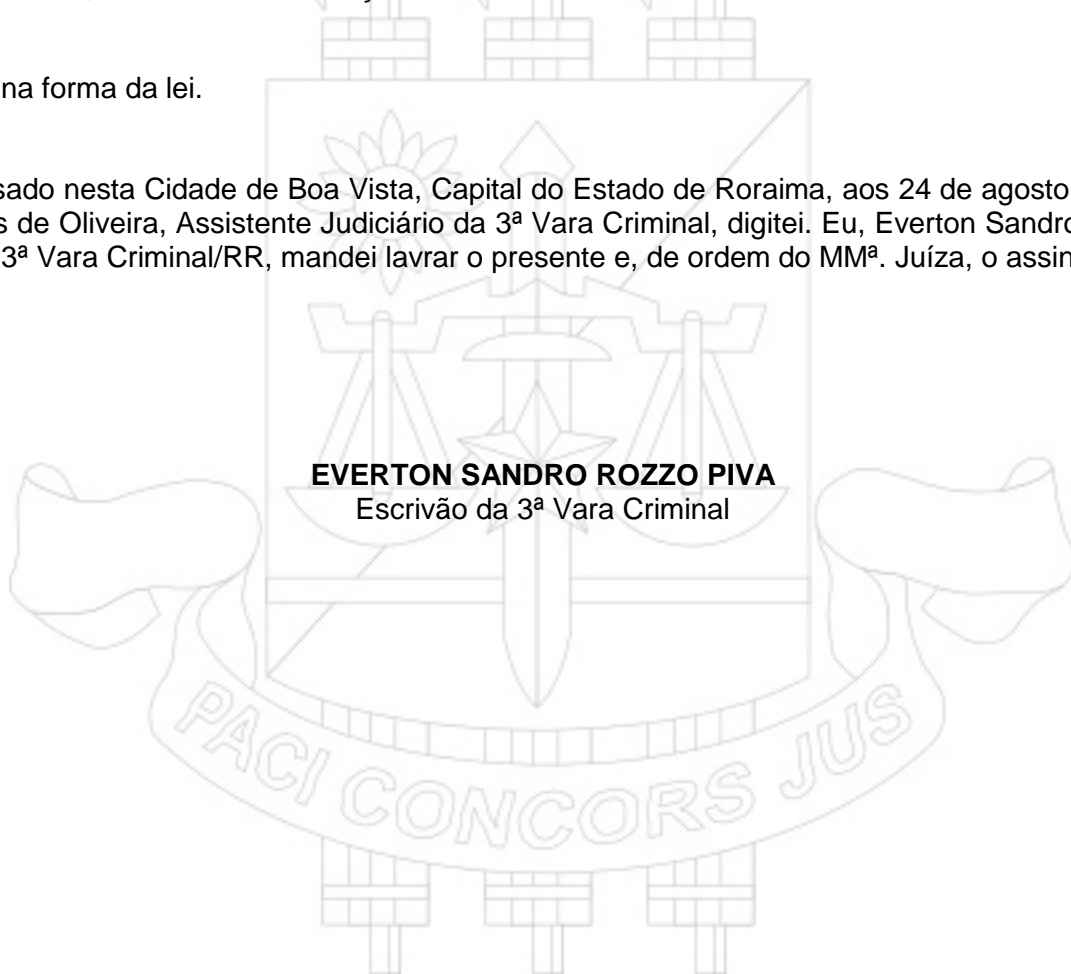 na forma da lei.
sado nesta Cidade de Boa Vista, Capital do Estado de Roraima, aos 24 de agosto
s de Oliveira, Assistente Judiciário da 3ª Vara Criminal, digitei. Eu, Everton Sandro
3ª Vara Criminal/RR, mandei lavrar o presente e, de ordem do MMª. Juíza, o assin
EVERTON SANDRO ROZZO PIVA
Escrivão da 3ª Vara Criminal
PACI CONCORS JUS